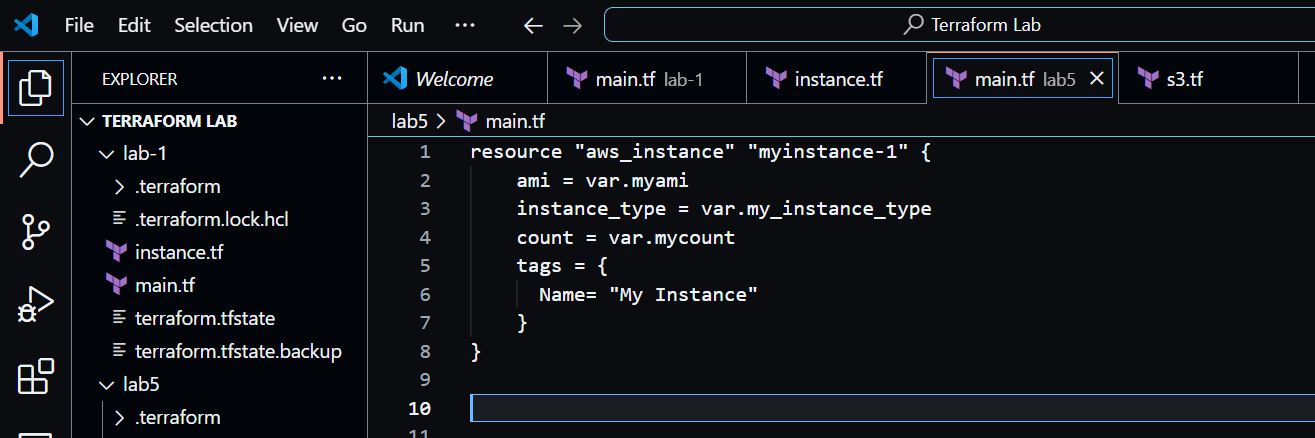 File Edit Selection View Go Run ··· Terraform Lab
EXPLORER ···
TERRAFORM LAB
lab-1
.terraform
.terraform.lock.hcl
instance.tf
main.tf
terraform.tfstate
terraform.tfstate.backup
lab5
.terraform
Welcome main.tf lab-1 instance.tf main.tf lab5 s3.tf
lab5 > main.tf
1 resource "aws_instance" "myinstance-1" {
2 ami = var.myami
3 instance_type = var.my_instance_type
4 count = var.mycount
5 tags = {
6 Name= "My Instance"
7 }
8 }
9
10
11